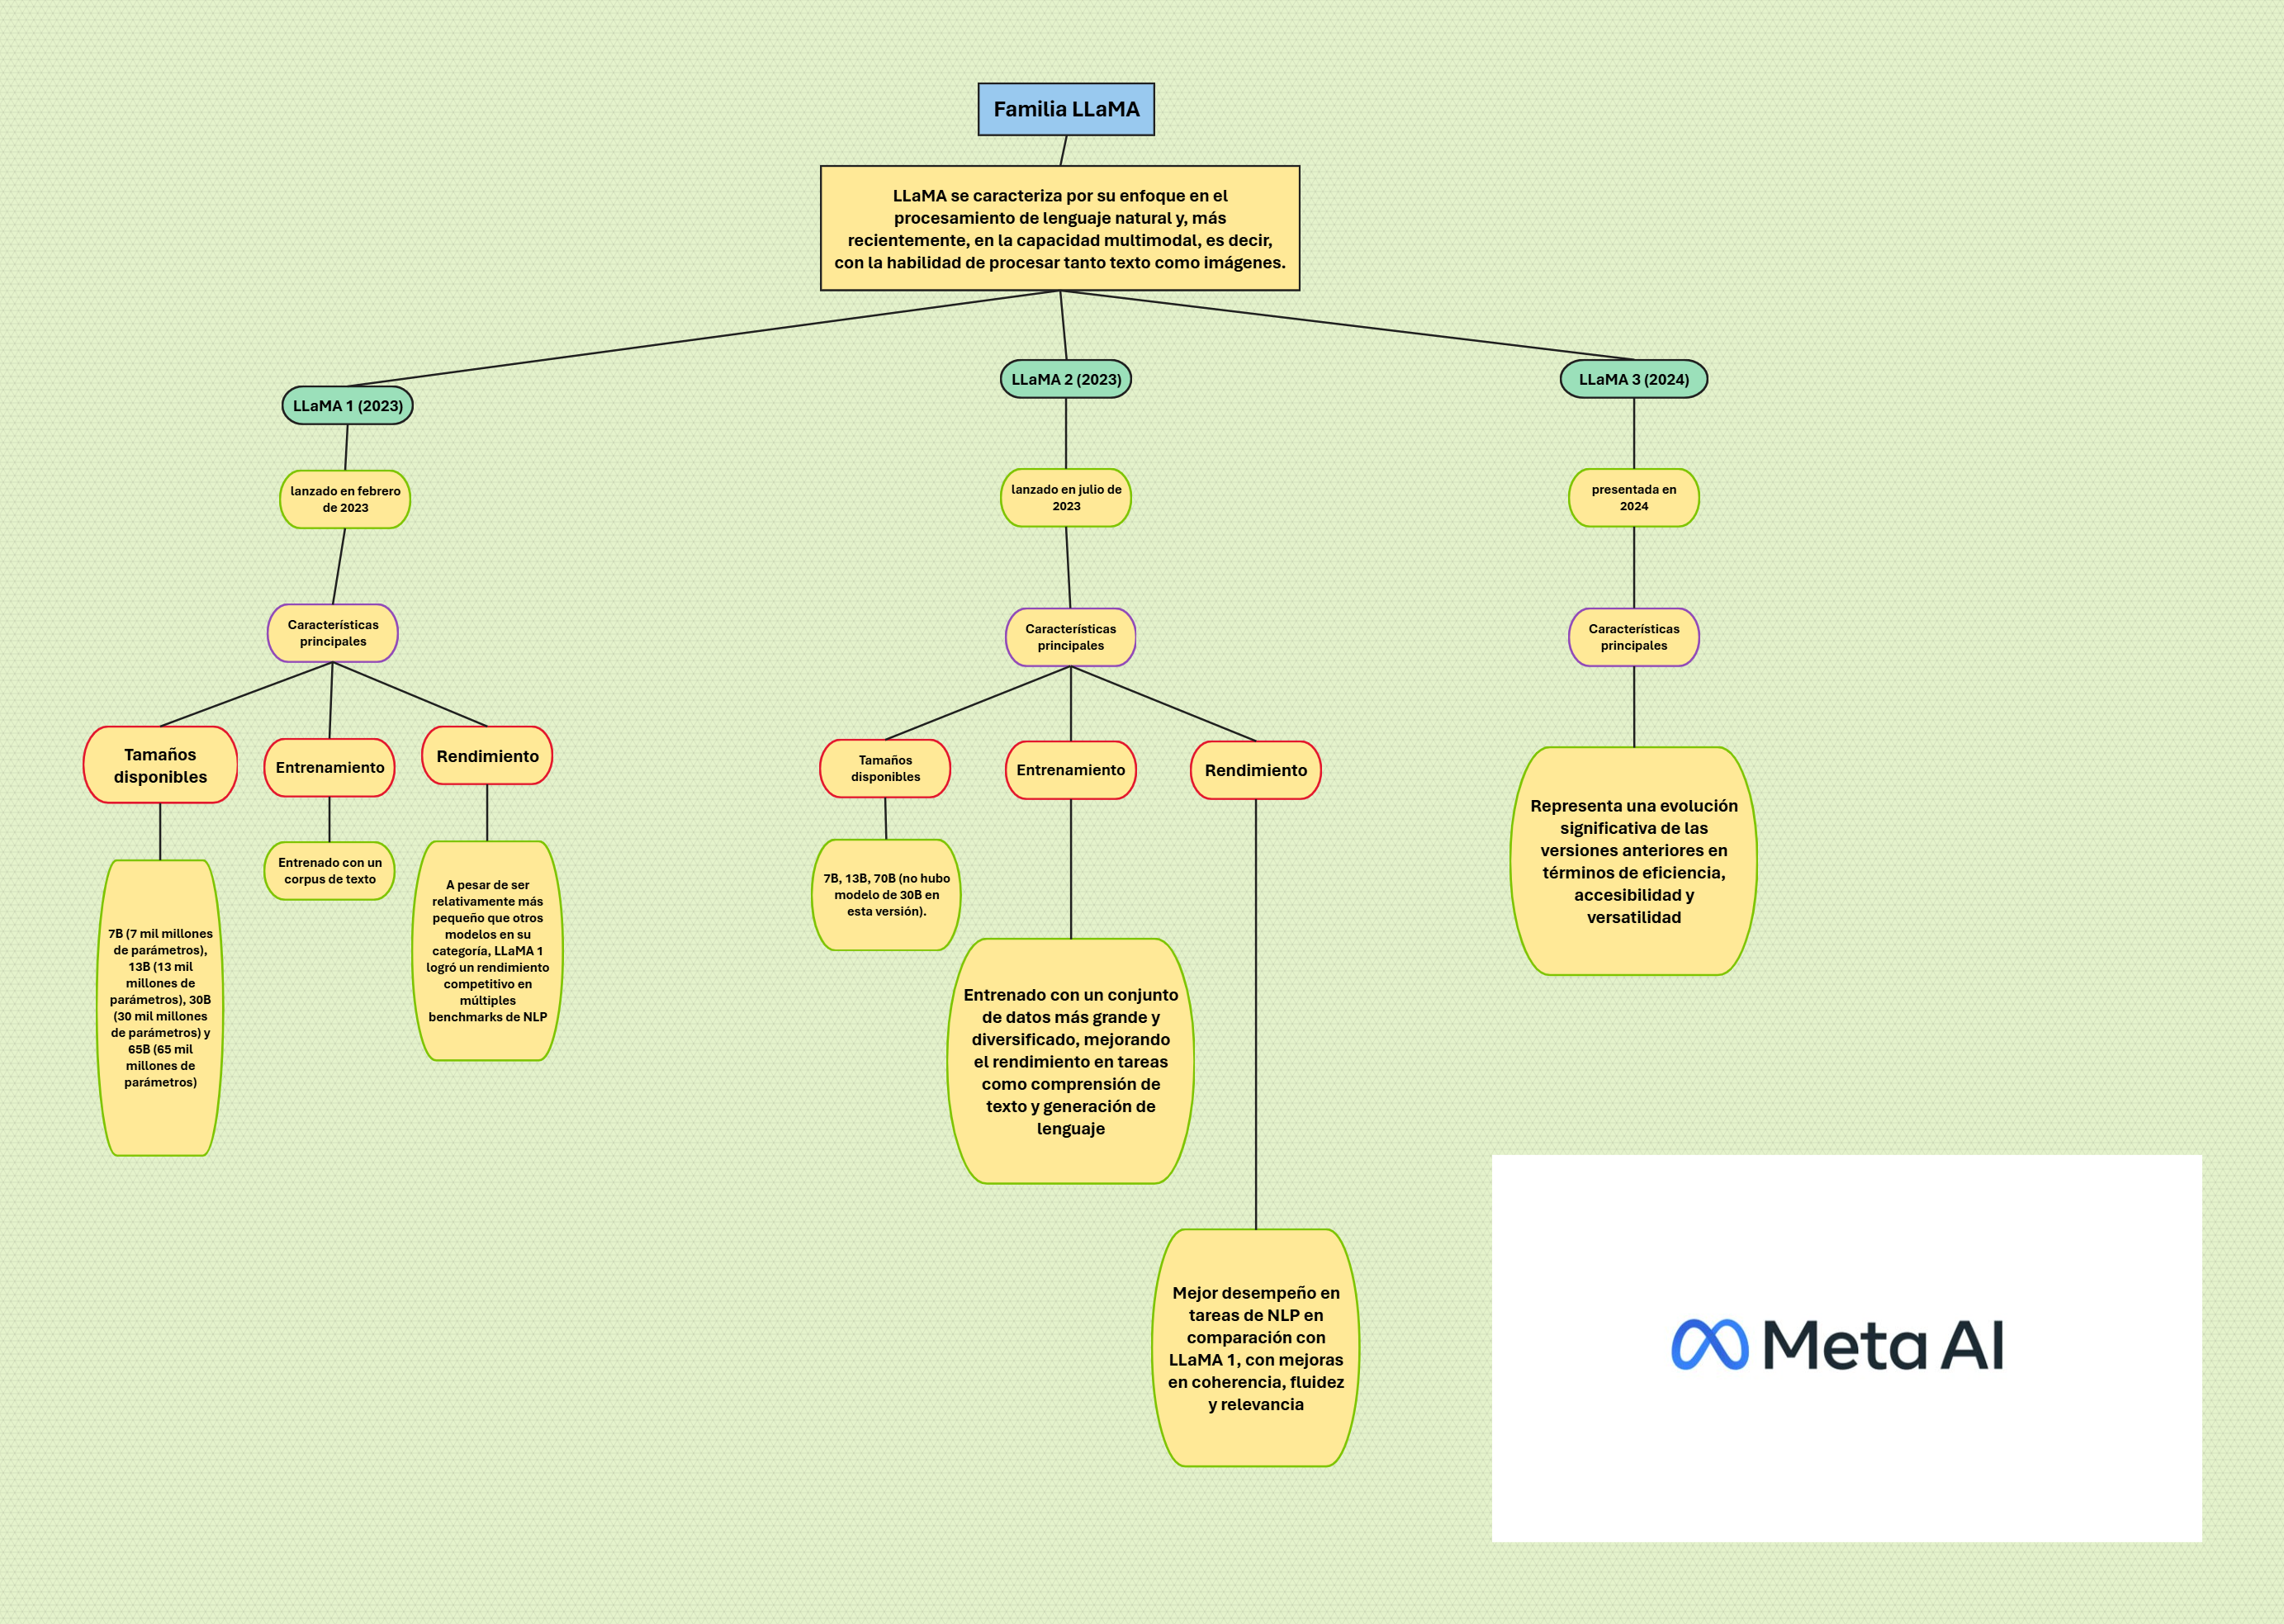 Familia LLaMA
LLaMA se caracteriza por su enfoque en el
procesamiento de lenguaje natural y, más
recientemente, en la capacidad multimodal, es decir,
con la habilidad de procesar tanto texto como imágenes.
LLaMA 1 (2023)
lanzado en febrero
de 2023
Características
principales
Tamaños
disponibles
7B (7 mil millones
de parámetros),
13B (13 mil
millones de
parámetros), 30B
(30 mil millones
de parámetros) y
65B (65 mil
millones de
parámetros)
Entrenamiento
Entrenado con un
corpus de texto
Rendimiento
A pesar de ser
relativamente más
pequeño que otros
modelos en su
categoría, LLaMA 1
logró un rendimiento
competitivo en
múltiples
benchmarks de NLP
LLaMA 2 (2023)
lanzado en julio de
2023
Características
principales
Tamaños
disponibles
7B, 13B, 70B (no hubo
modelo de 30B en
esta versión).
Entrenamiento
Entrenado con un conjunto
de datos más grande y
diversificado, mejorando
el rendimiento en tareas
como comprensión de
texto y generación de
lenguaje
Rendimiento
Mejor desempeño en
tareas de NLP en
comparación con
LLaMA 1, con mejoras
en coherencia, fluidez
y relevancia
LLaMA 3 (2024)
presentada en
2024
Características
principales
Representa una evolución
significativa de las
versiones anteriores en
términos de eficiencia,
accesibilidad y
versatilidad
Meta AI